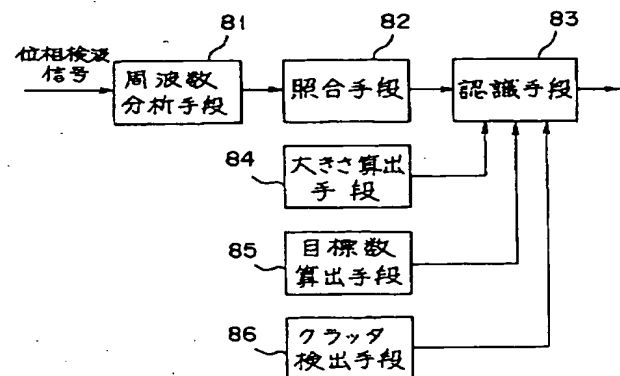 81
82
83
位相検波
信号
周波数
分析手段
照合手段
認識手段
84
大きさ算出
手段
85
目標数
算出手段
86
クラッタ
検出手段